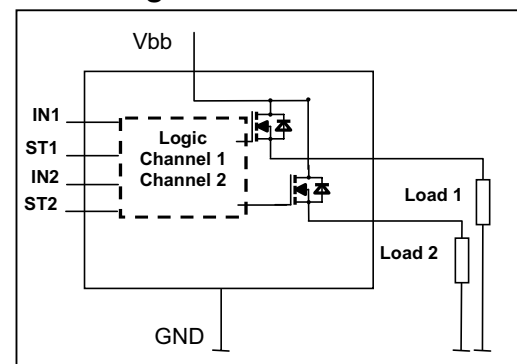 Vbb
IN1
ST1
IN2
ST2
Logic
Channel 1
Channel 2
Load 1
Load 2
GND